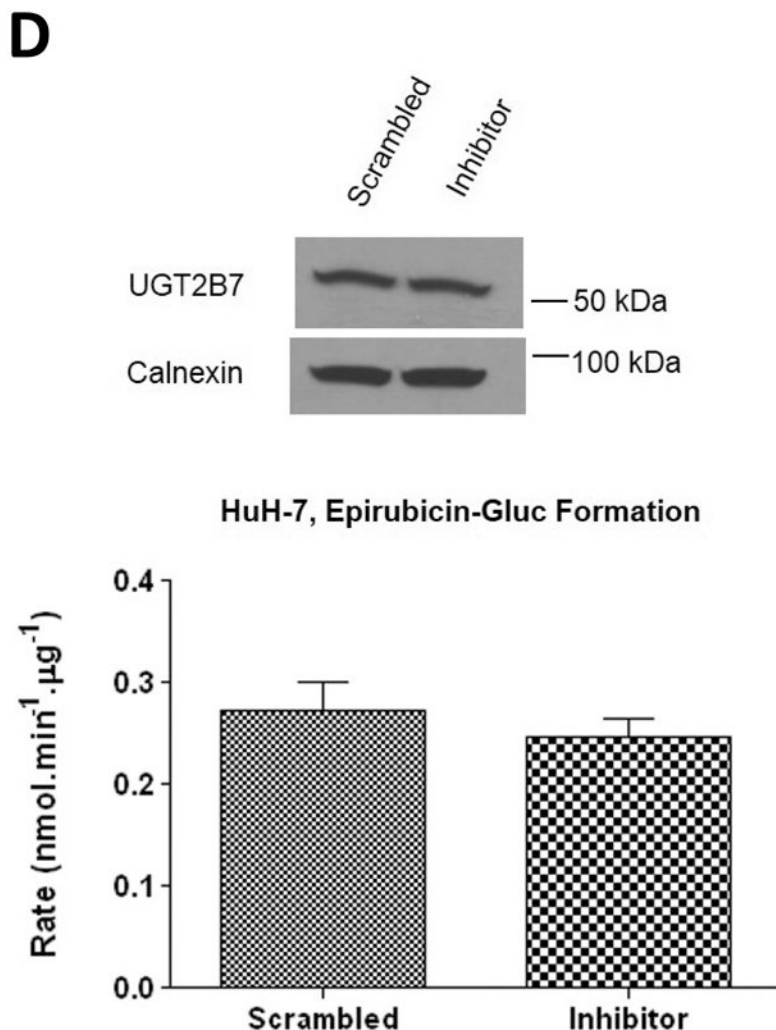 D
Scrambled
Inhibitor
UGT2B7
50 kDa
Calnexin
100 kDa
HuH-7, Epirubicin-Gluc Formation
Rate (nmol.min⁻¹.µg⁻¹)
0.4
0.3
0.2
0.1
0.0
Scrambled
Inhibitor